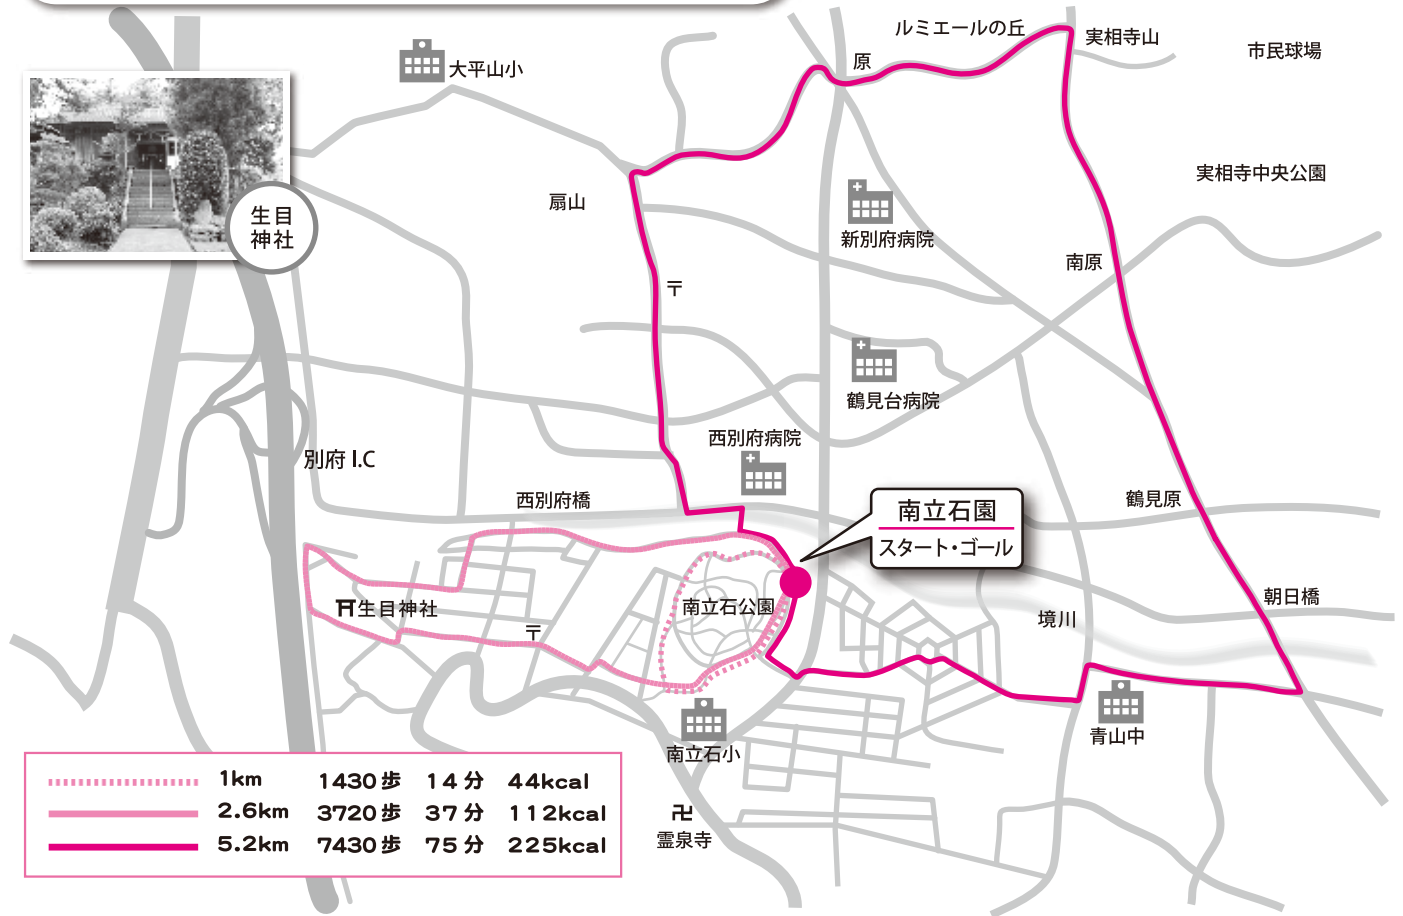 ルミエールの丘
実相寺山
市民球場
原
大平山小
実相寺中央公園
扇山
生目
神社
新別府病院
南原
〒
鶴見台病院
西別府病院
別府 I.C
西別府橋
鶴見原
南立石園
スタート・ゴール
朝日橋
生目神社
南立石公園
境川
〒
青山中
南立石小
霊泉寺
1km 1430歩 14分 44kcal
2.6km 3720歩 37分 112kcal
5.2km 7430歩 75分 225kcal